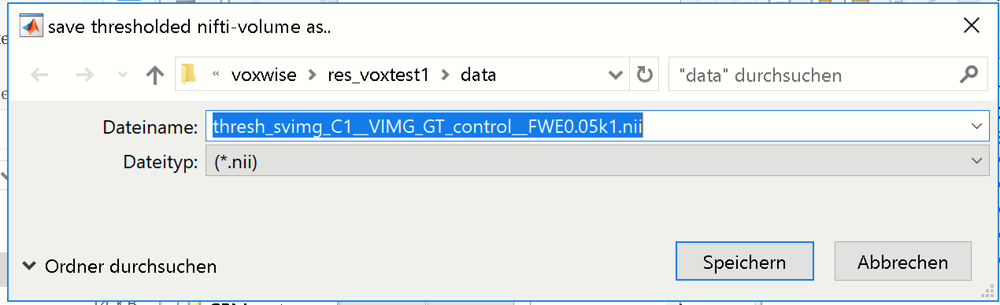 save thresholded nifti-volume as..
« voxwise > res_voxtest1 > data
"data" durchsuchen
Dateiname: thresh_svimg_C1__VIMG_GT_control__FWE0.05k1.nii
Dateityp: (*.nii)
Ordner durchsuchen
Speichern
Abbrechen